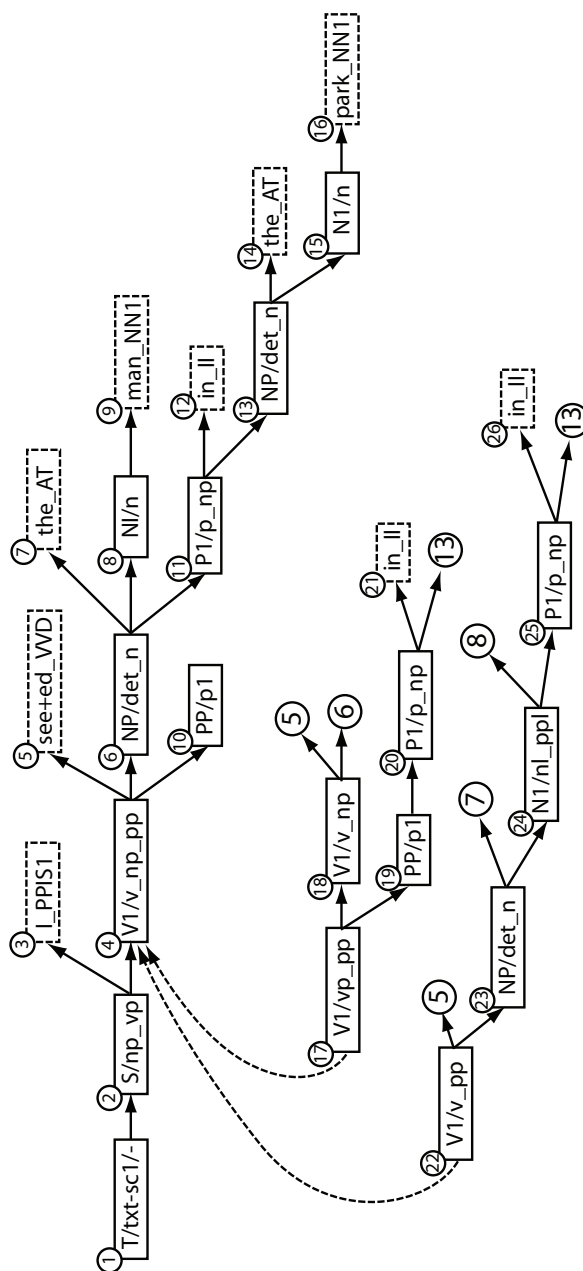 1
T/txt-sc1/-
2
S/np_vp
3
I_PPIS1
4
V1/v_np_pp
5
see+ed_VVD
6
NP/det_n
7
the_AT
8
NI/n
9
man_NN1
10
PP/p1
11
P1/p_np
12
in_II
13
NP/det_n
14
the_AT
15
N1/n
16
park_NN1
17
V1/vp_pp
18
V1/v_np
5
6
19
PP/p1
20
P1/p_np
21
in_II
13
22
V1/v_pp
5
23
NP/det_n
7
24
N1/nl_ppl
8
25
P1/p_np
26
in_II
13